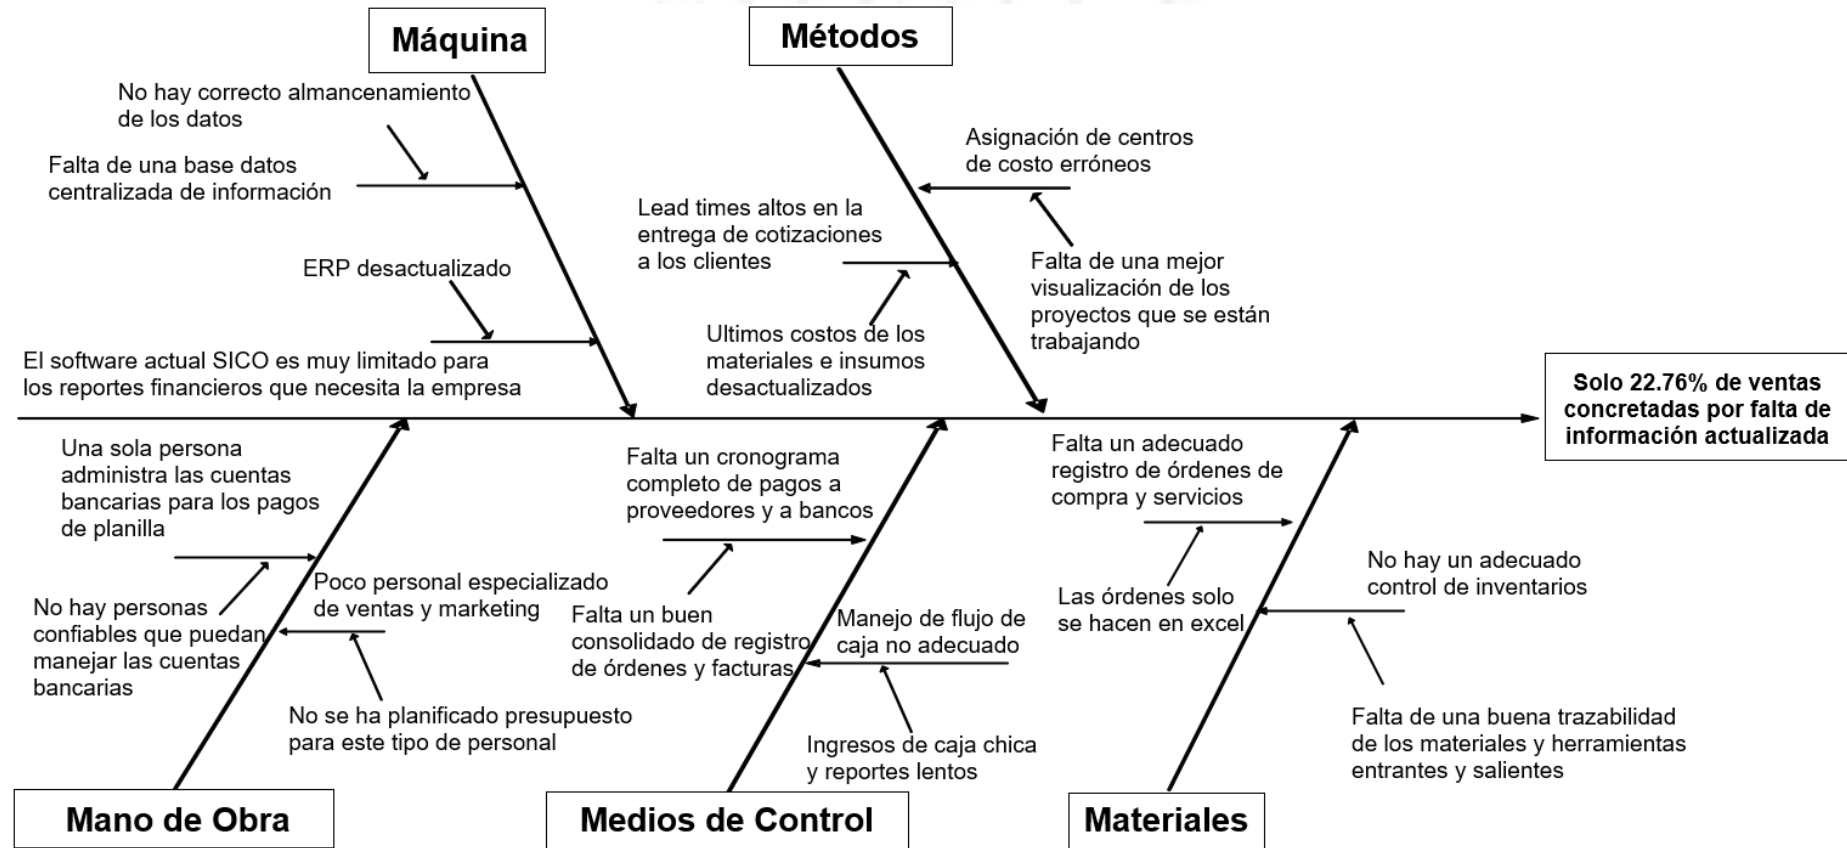 Máquina
Métodos
No hay correcto almancenamiento
de los datos
Falta de una base datos
centralizada de información
ERP desactualizado
El software actual SICO es muy limitado para
los reportes financieros que necesita la empresa
Asignación de centros
de costo erróneos
Lead times altos en la
entrega de cotizaciones
a los clientes
Falta de una mejor
visualización de los
proyectos que se están
trabajando
Ultimos costos de los
materiales e insumos
desactualizados
Solo 22.76% de ventas
concretadas por falta de
información actualizada
Una sola persona
administra las cuentas
bancarias para los pagos
de planilla
No hay personas
confiables que puedan
manejar las cuentas
bancarias
Poco personal especializado
de ventas y marketing
No se ha planificado presupuesto
para este tipo de personal
Falta un cronograma
completo de pagos a
proveedores y a bancos
Falta un buen
consolidado de registro
de órdenes y facturas
Manejo de flujo de
caja no adecuado
Ingresos de caja chica
y reportes lentos
Falta un adecuado
registro de órdenes de
compra y servicios
Las órdenes solo
se hacen en excel
No hay un adecuado
control de inventarios
Falta de una buena trazabilidad
de los materiales y herramientas
entrantes y salientes
Mano de Obra
Medios de Control
Materiales